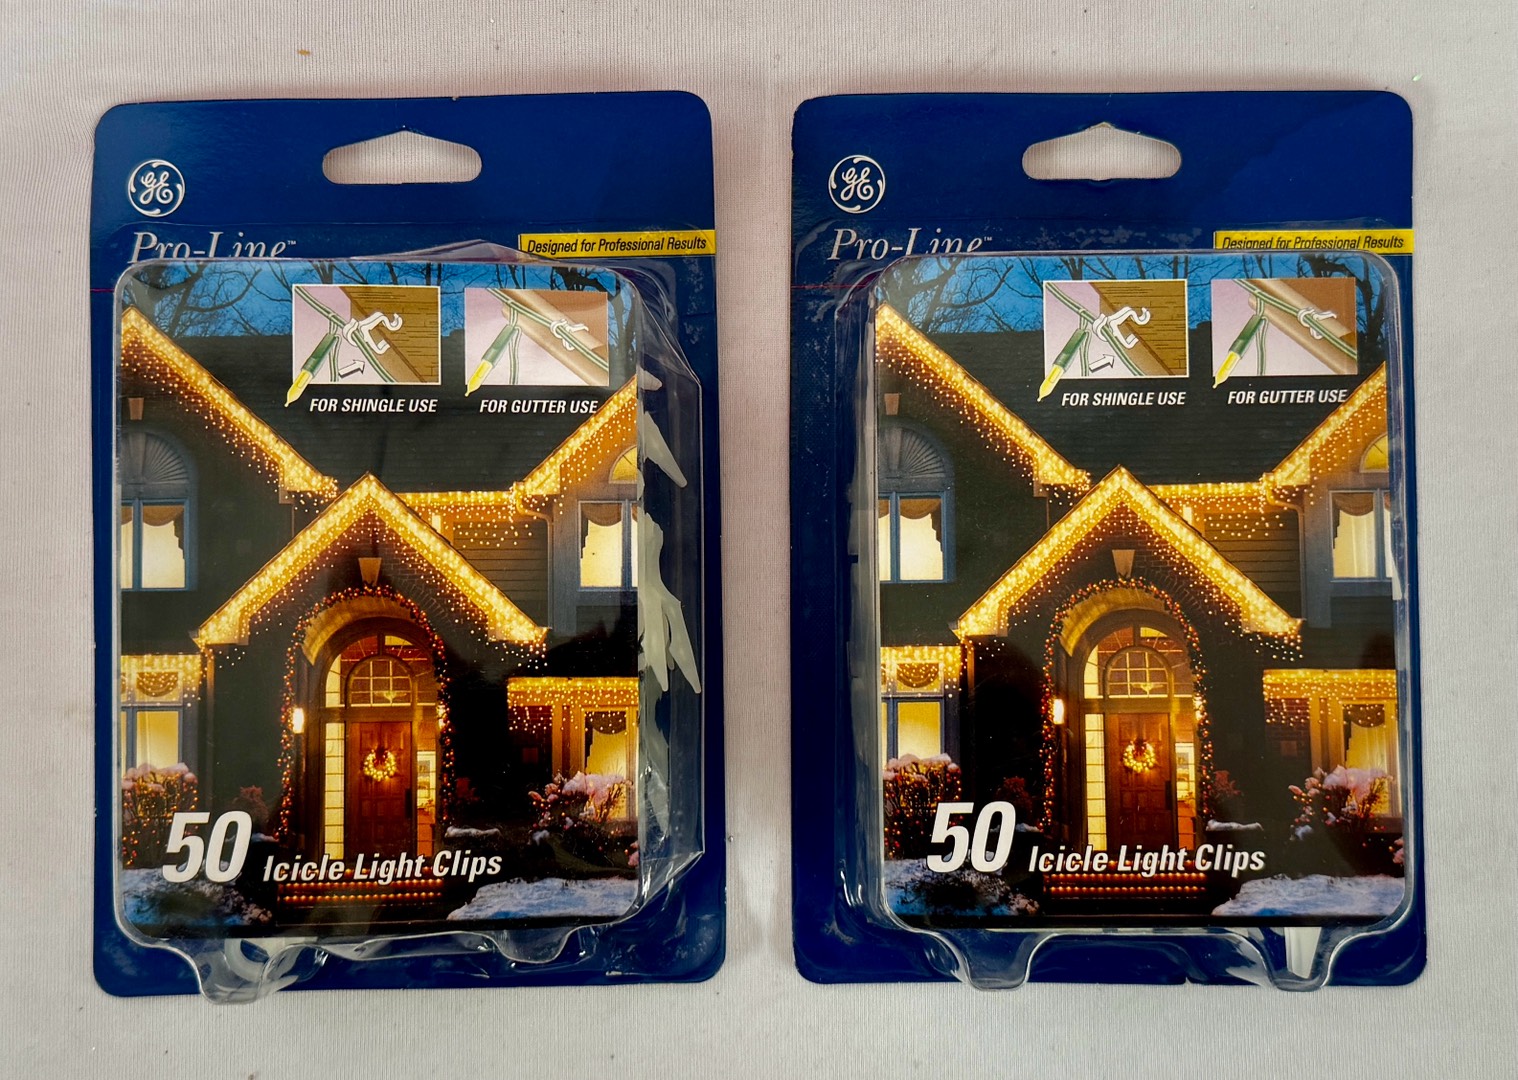 GE
Pro-Line™
Designed for Professional Results
FOR SHINGLE USE
FOR GUTTER USE
50 Icicle Light Clips
GE
Pro-Line™
Designed for Professional Results
FOR SHINGLE USE
FOR GUTTER USE
50 Icicle Light Clips